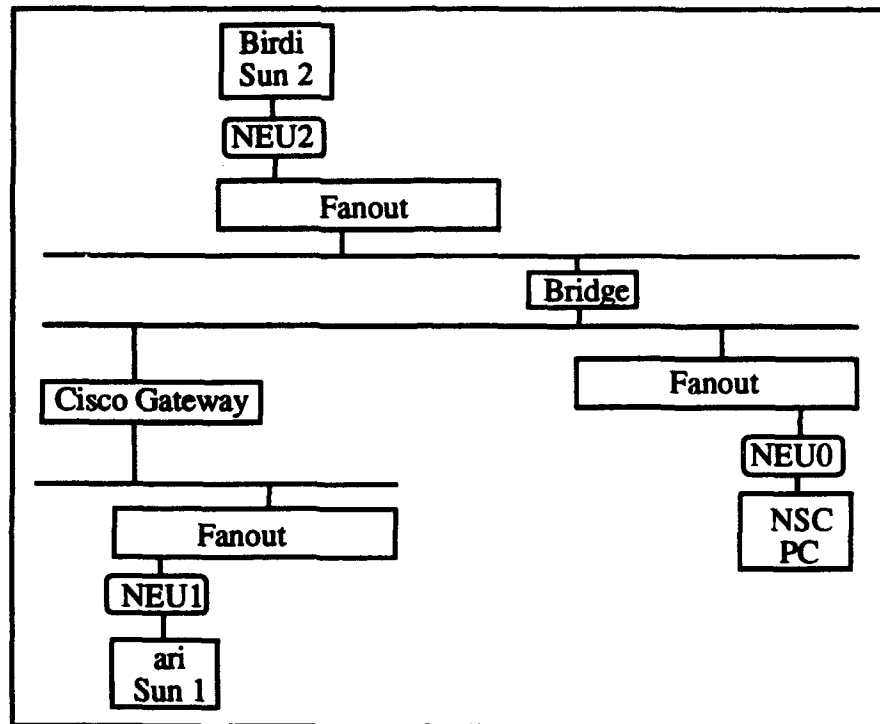 Birdi
Sun 2
NEU2
Fanout
Bridge
Fanout
Cisco Gateway
NEU0
NSC
PC
Fanout
NEU1
ari
Sun 1